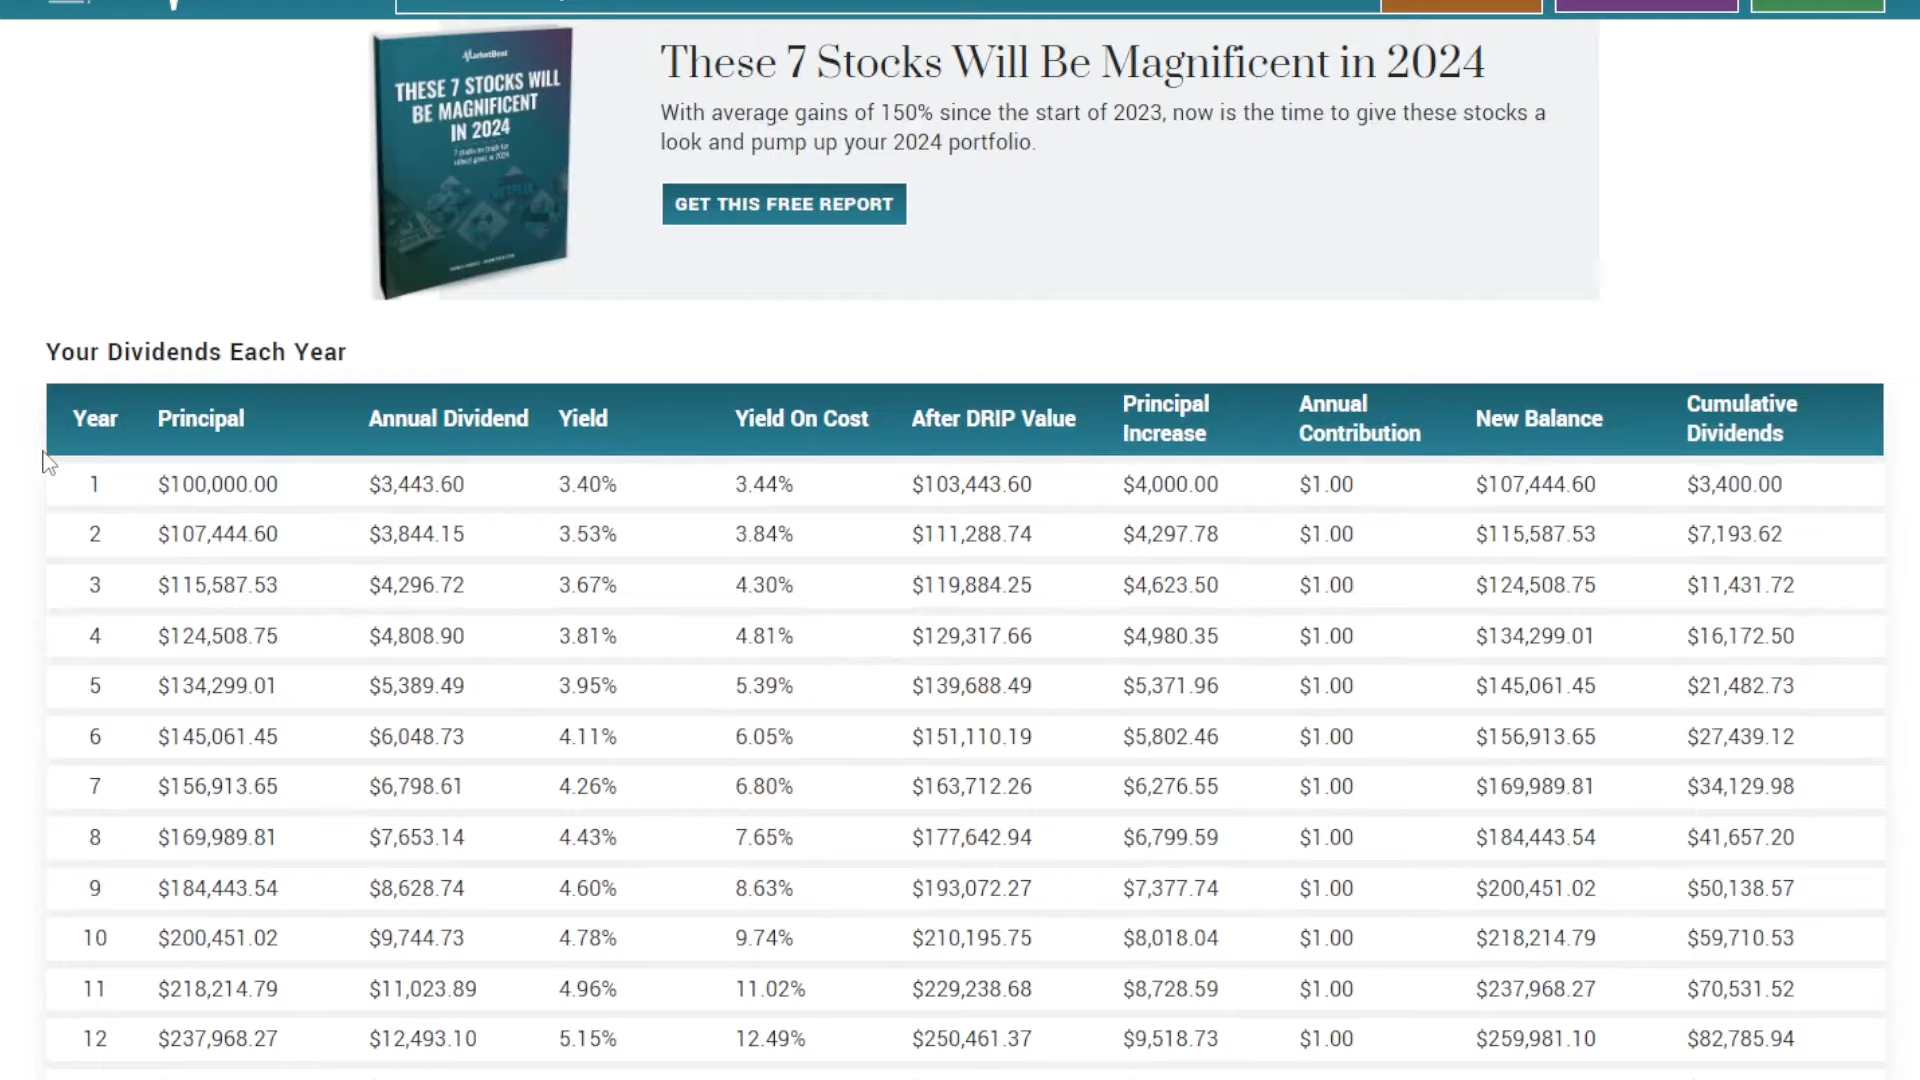 MarketBeat
THESE 7 STOCKS WILL
BE MAGNIFICENT
IN 2024
These 7 Stocks Will Be Magnificent in 2024
With average gains of 150% since the start of 2023, now is the time to give these stocks a
look and pump up your 2024 portfolio.
GET THIS FREE REPORT
Your Dividends Each Year
Year Principal Annual Dividend Yield Yield On Cost After DRIP Value Principal Increase Annual Contribution New Balance Cumulative Dividends
1 $100,000.00 $3,443.60 3.40% 3.44% $103,443.60 $4,000.00 $1.00 $107,444.60 $3,400.00
2 $107,444.60 $3,844.15 3.53% 3.84% $111,288.74 $4,297.78 $1.00 $115,587.53 $7,193.62
3 $115,587.53 $4,296.72 3.67% 4.30% $119,884.25 $4,623.50 $1.00 $124,508.75 $11,431.72
4 $124,508.75 $4,808.90 3.81% 4.81% $129,317.66 $4,980.35 $1.00 $134,299.01 $16,172.50
5 $134,299.01 $5,389.49 3.95% 5.39% $139,688.49 $5,371.96 $1.00 $145,061.45 $21,482.73
6 $145,061.45 $6,048.73 4.11% 6.05% $151,110.19 $5,802.46 $1.00 $156,913.65 $27,439.12
7 $156,913.65 $6,798.61 4.26% 6.80% $163,712.26 $6,276.55 $1.00 $169,989.81 $34,129.98
8 $169,989.81 $7,653.14 4.43% 7.65% $177,642.94 $6,799.59 $1.00 $184,443.54 $41,657.20
9 $184,443.54 $8,628.74 4.60% 8.63% $193,072.27 $7,377.74 $1.00 $200,451.02 $50,138.57
10 $200,451.02 $9,744.73 4.78% 9.74% $210,195.75 $8,018.04 $1.00 $218,214.79 $59,710.53
11 $218,214.79 $11,023.89 4.96% 11.02% $229,238.68 $8,728.59 $1.00 $237,968.27 $70,531.52
12 $237,968.27 $12,493.10 5.15% 12.49% $250,461.37 $9,518.73 $1.00 $259,981.10 $82,785.94